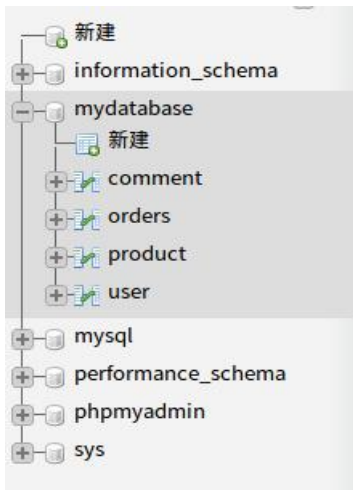 新建
information_schema
mydatabase
新建
comment
orders
product
user
mysql
performance_schema
phpmyadmin
sys